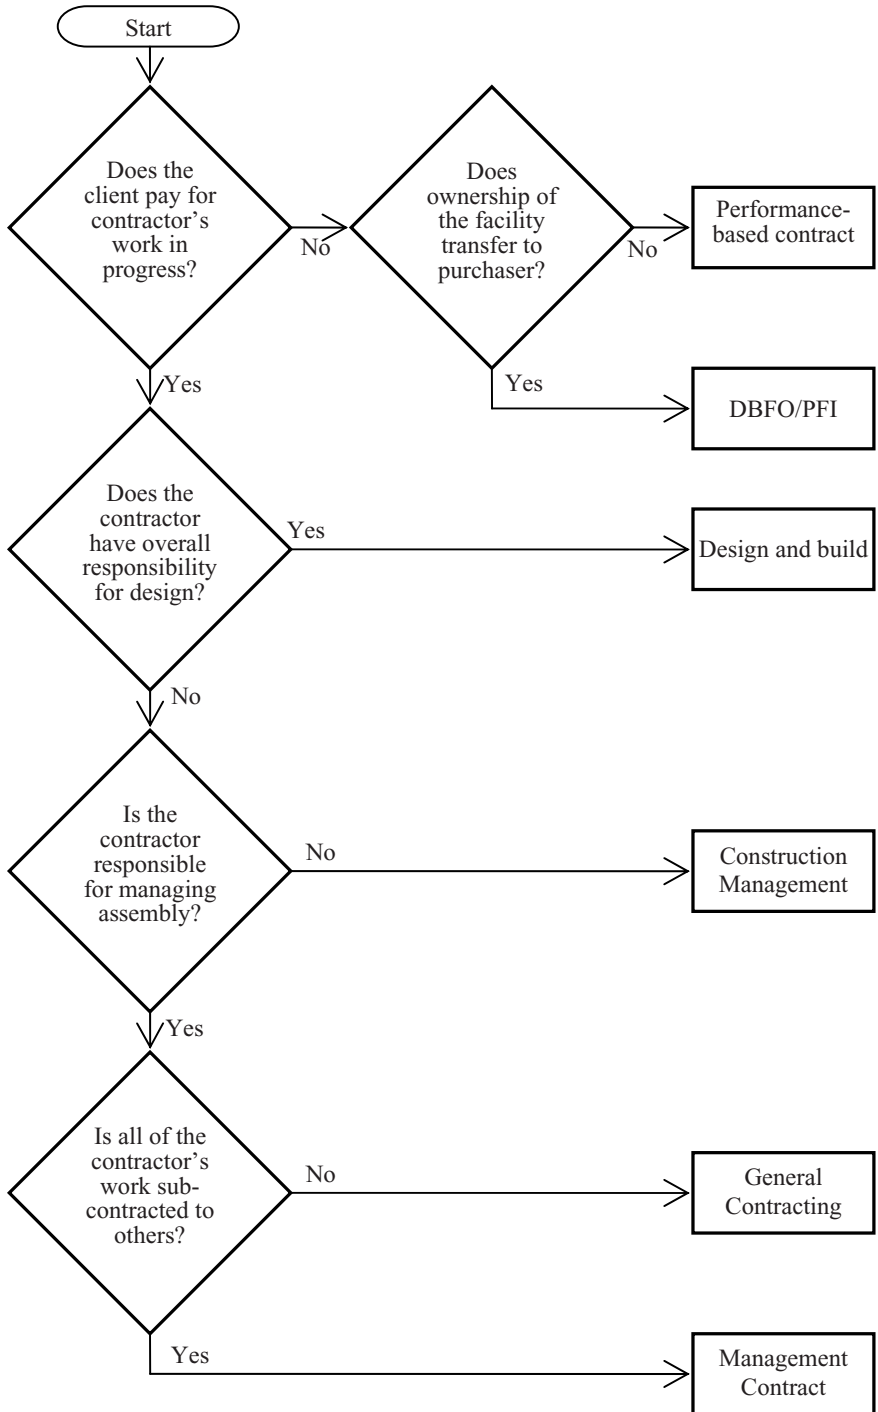 Start
Does the
client pay for
contractor’s
work in
progress?
No
Does
ownership of
the facility
transfer to
purchaser?
No
Performance-
based contract
Yes
Yes
DBFO/PFI
Does the
contractor
have overall
responsibility
for design?
Yes
Design and build
No
Is the
contractor
responsible
for managing
assembly?
No
Construction
Management
Yes
Is all of the
contractor’s
work sub-
contracted to
others?
No
General
Contracting
Yes
Management
Contract